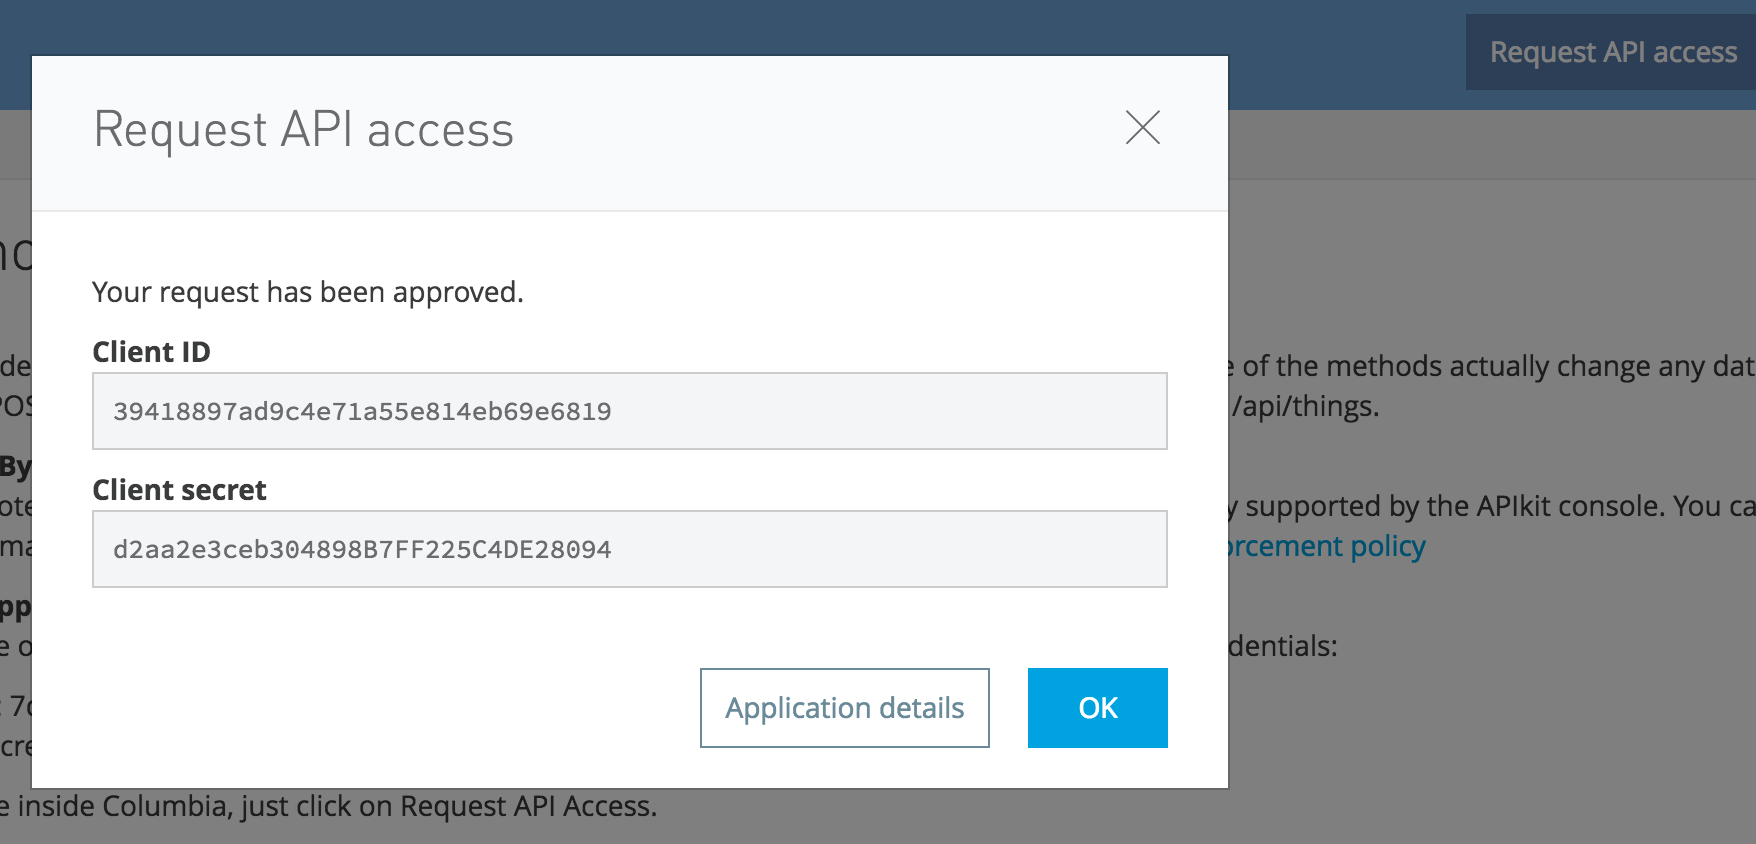 Request API access
Request API access
Your request has been approved.
Client ID
39418897ad9c4e71a55e814eb69e6819
Client secret
d2aa2e3ceb304898B7FF225C4DE28094
Application details
OK
of the methods actually change any dat
/api/things.
By
y supported by the APIkit console. You ca
orcement policy
dentials:
e inside Columbia, just click on Request API Access.